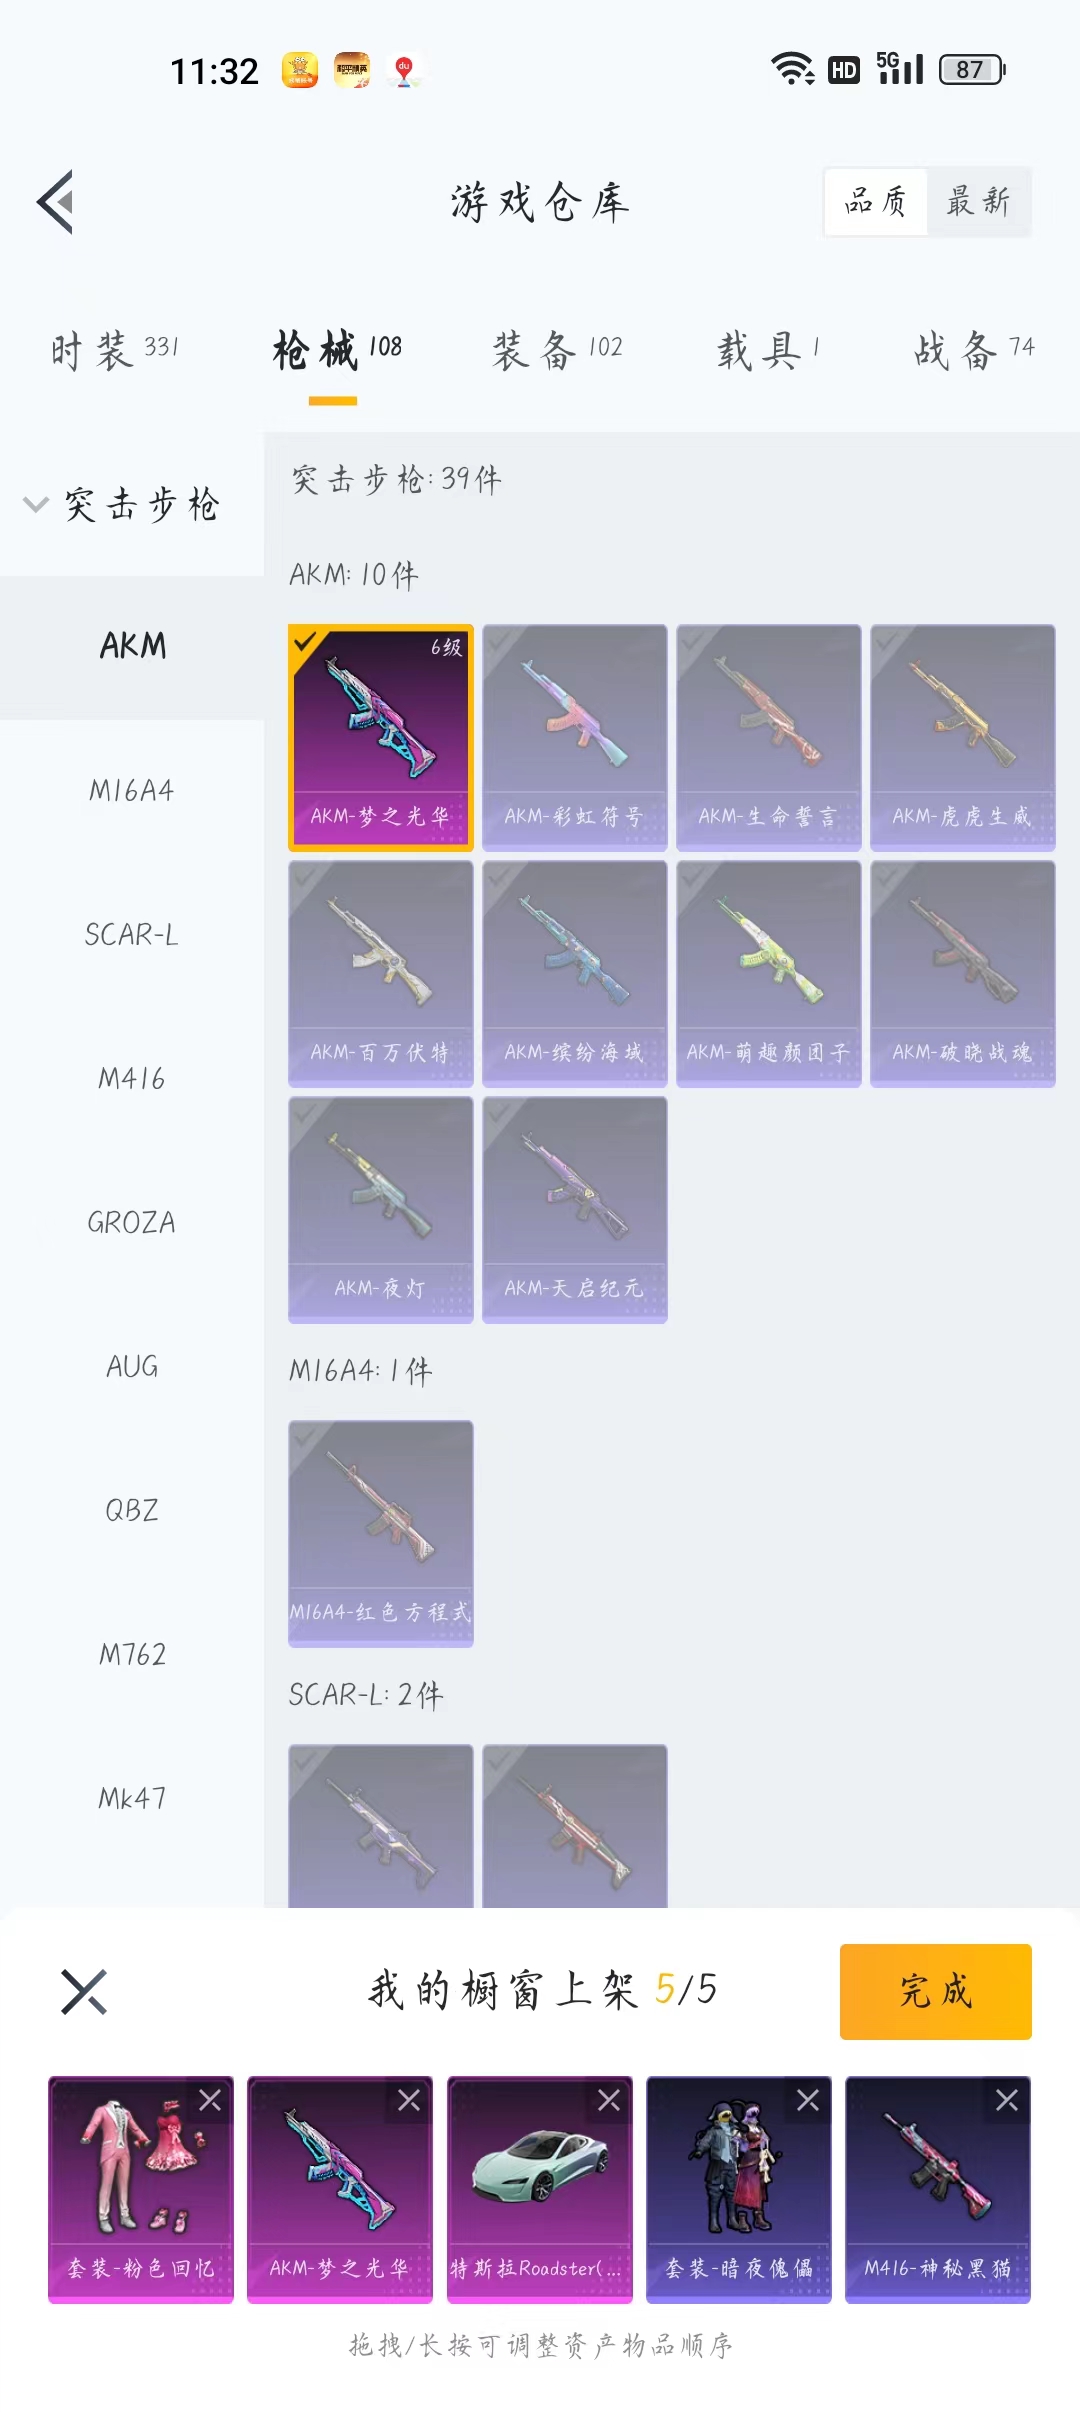 11:32
HD 5G 87
游戏仓库
品质 最新
时装 331 枪械 108 装备 102 载具 1 战备 74
突击步枪
突击步枪: 39件
AKM: 10件
AKM
M16A4
SCAR-L
M416
GROZA
AUG
QBZ
M762
Mk47
6级
AKM-梦之光华 AKM-彩虹符号 AKM-生命誓言 AKM-虎虎生威
AKM-百万伏特 AKM-缤纷海域 AKM-萌趣颜团子 AKM-破晓战魂
AKM-夜灯 AKM-天启纪元
M16A4: 1件
M16A4-红色方程式
SCAR-L: 2件
我的橱窗上架 5/5
完成
套装-粉色回忆 AKM-梦之光华 特斯拉Roadster(... 套装-暗夜傀儡 M416-神秘黑猫
拖拽/长按可调整资产物品顺序